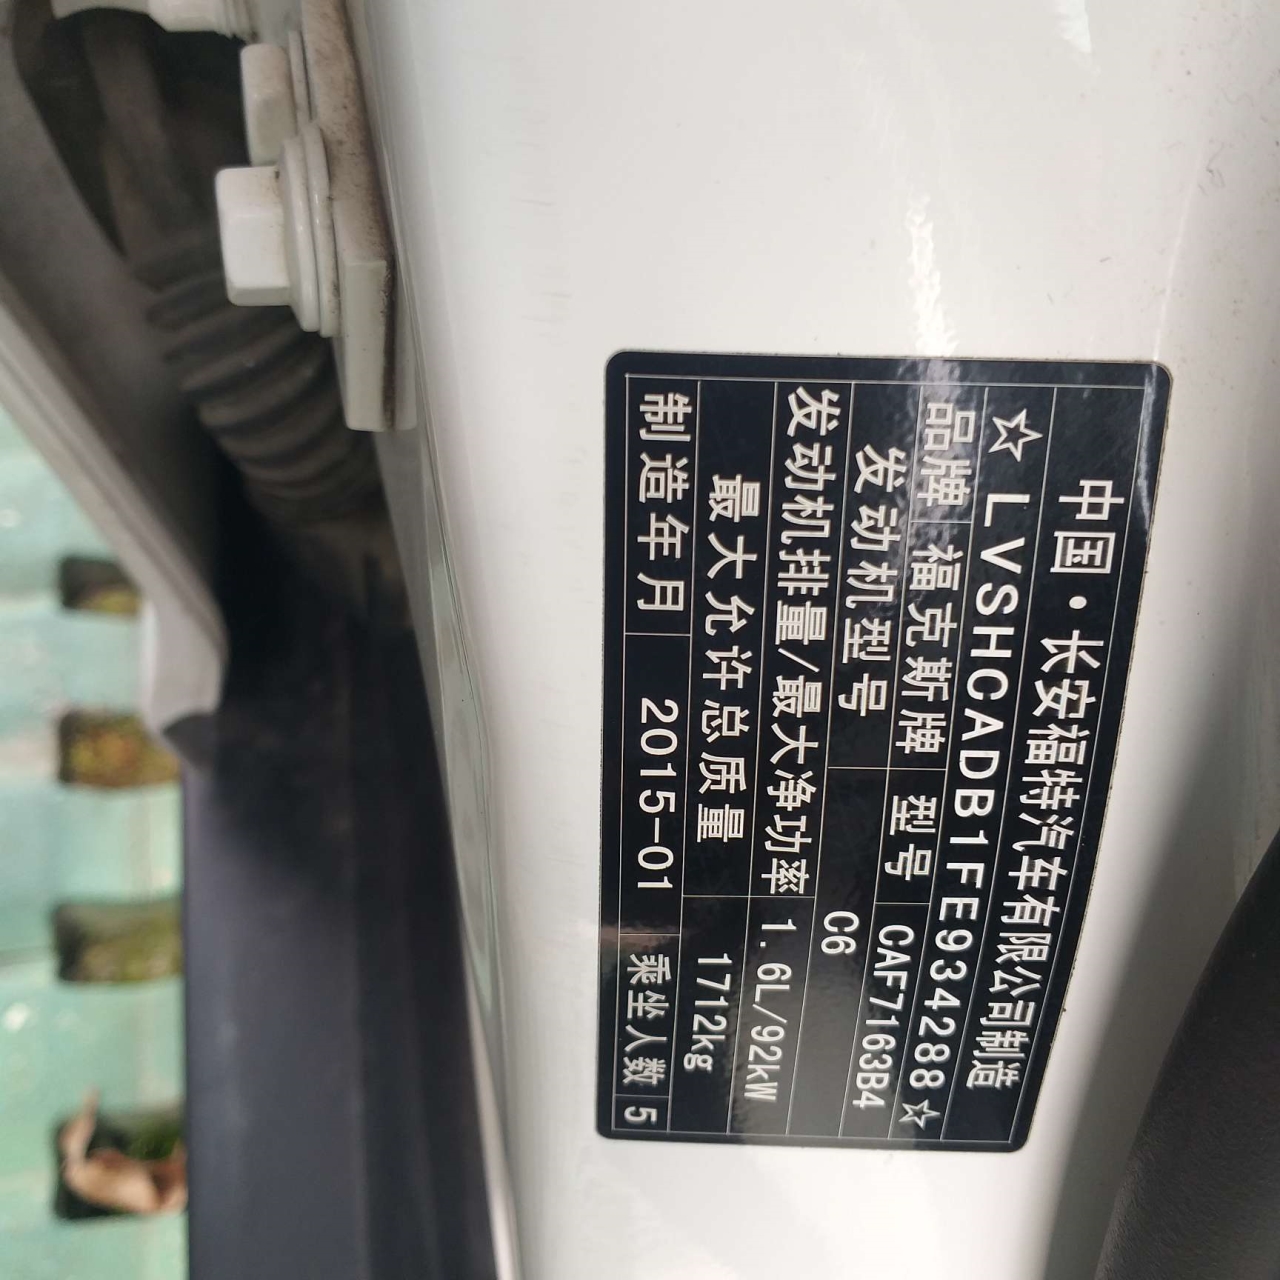 中国·长安福特汽车有限公司制造
☆ LVSHCADB1FE934288 ☆
品牌 福克斯牌 型号 CAF7163B4
发动机型号 C6
发动机排量/最大净功率 1.6L/92kW
最大允许总质量 1712kg
制造年月 2015-01 乘坐人数 5